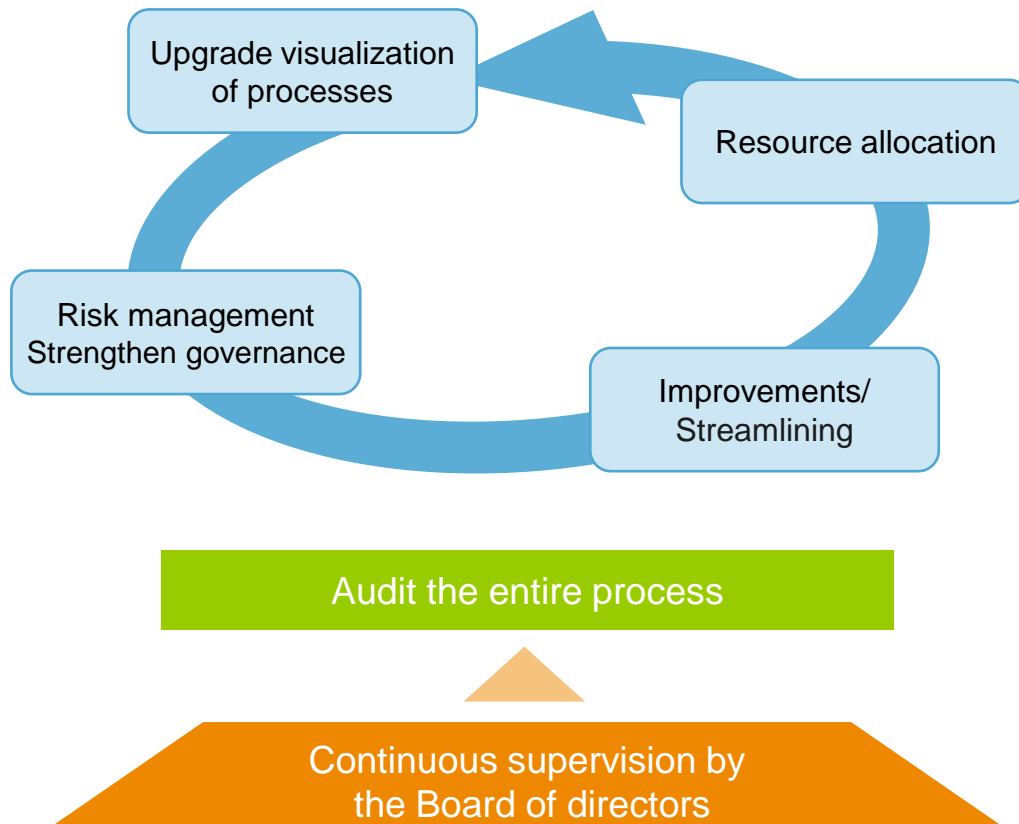 Upgrade visualization
of processes
Resource allocation
Risk management
Strengthen governance
Improvements/
Streamlining
Audit the entire process
Continuous supervision by
the Board of directors